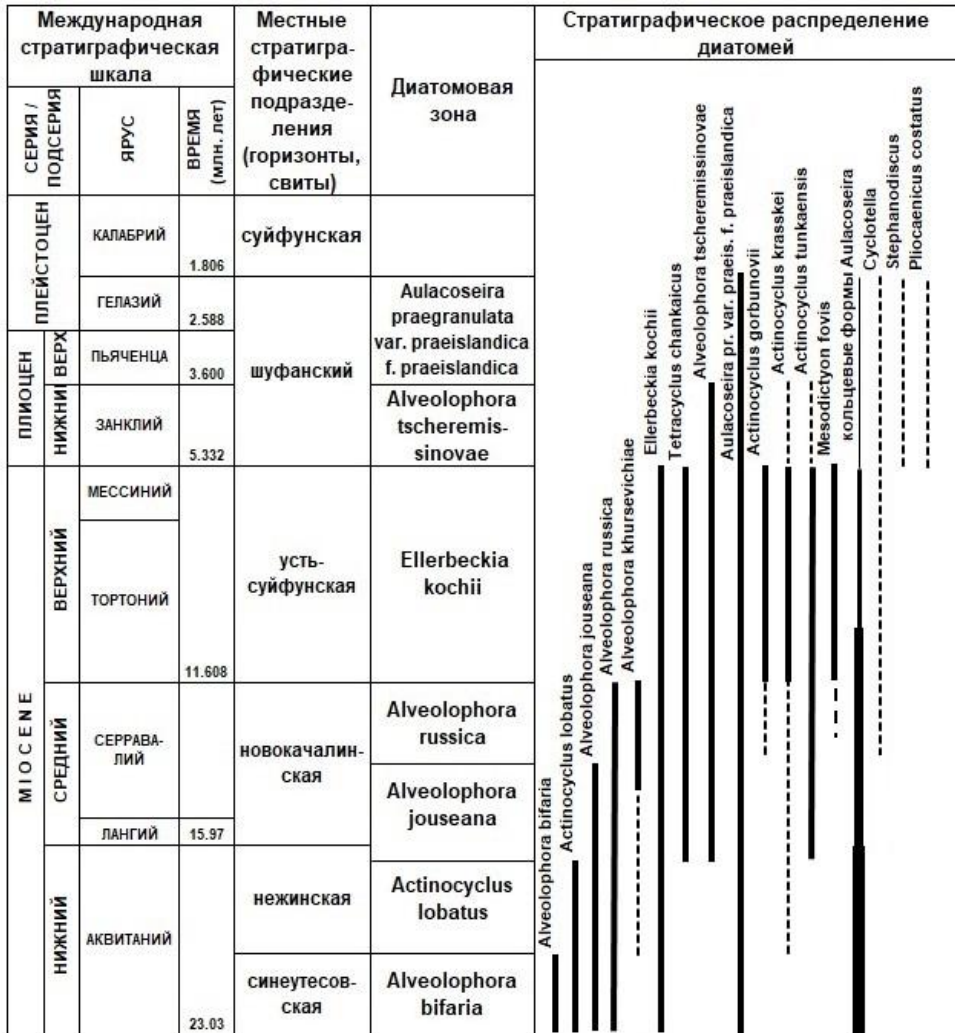 Международная
стратиграфическая
шкала
СЕРИЯ /
ПОДСЕРИЯ
ЯРУС
ВРЕМЯ
(млн. лет)
Местные
стратигра-
фические
подразде-
ления
(горизонты,
свиты)
Диатомовая
зона
Стратиграфическое распределение
диатомей
ПЛЕЙСТОЦЕН
КАЛАБРИЙ
1.806
суйфунская
ГЕЛАЗИЙ
2.588
ПЛИОЦЕН
ВЕРХ
ПЬЯЧЕНЦА
3.600
НИЖНИЙ
ЗАНКЛИЙ
5.332
шуфанский
Aulacoseira
praegranulata
var. praeislandica
f. praeislandica
Alveolophora
tscheremis-
sinovae
MIOCENE
ВЕРХНИЙ
МЕССИНИЙ
ТОРТОНИЙ
11.608
усть-
суйфунская
Ellerbeckia
kochii
СРЕДНИЙ
СЕРРАВА-
ЛИЙ
ЛАНГИЙ
15.97
новокачалин-
ская
Alveolophora
russica
Alveolophora
jouseana
НИЖНИЙ
АКВИТАНИЙ
23.03
нежинская
Actinocyclus
lobatus
синеутесов-
ская
Alveolophora
bifaria
Alveolophora bifaria
Actinocyclus lobatus
Alveolophora jouseana
Alveolophora russica
Alveolophora khursevichiae
Ellerbeckia kochii
Tetracyclus chankaicus
Alveolophora tscheremissinovae
Aulacoseira pr. var. praeis. f. praeislandica
Actinocyclus gorbunovii
Actinocyclus krasskei
Actinocyclus tunkaensis
Mesodictyon fovis
кольцевые формы Aulacoseira
Cyclotella
Stephanodiscus
Pliocaenicus costatus